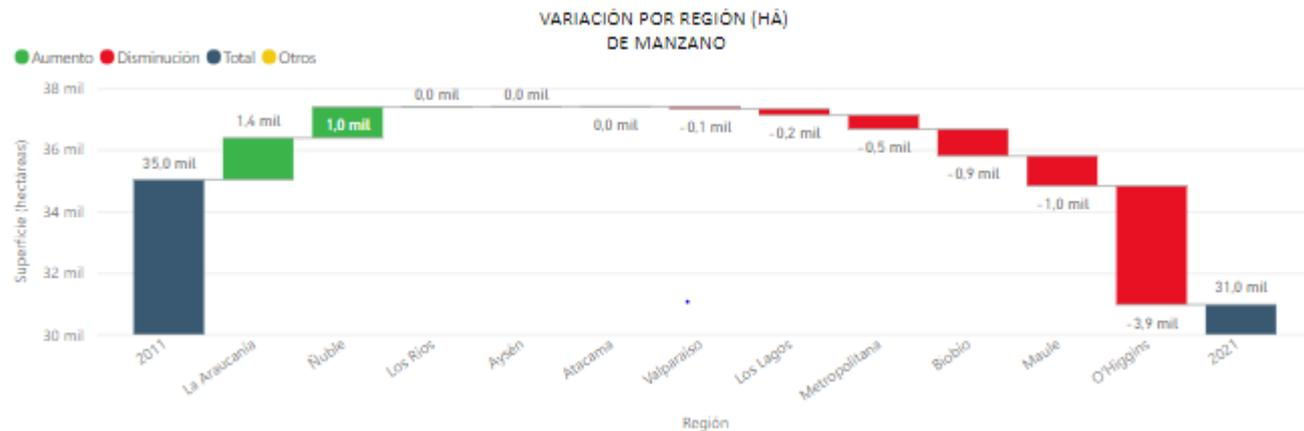 VARIACIÓN POR REGIÓN (HÁ)
DE MANZANO
Aumento Disminución Total Otros
Superficie (hectáreas)
38 mil
36 mil
34 mil
32 mil
30 mil
35,0 mil
1,4 mil
1,0 mil
0,0 mil
0,0 mil
0,0 mil
-0,1 mil
-0,2 mil
-0,5 mil
-0,9 mil
-1,0 mil
-3,9 mil
31,0 mil
2011
La Araucanía
Ñuble
Los Ríos
Aysén
Atacama
Valparaíso
Los Lagos
Metropolitana
Biobío
Maule
O'Higgins
2021
Región